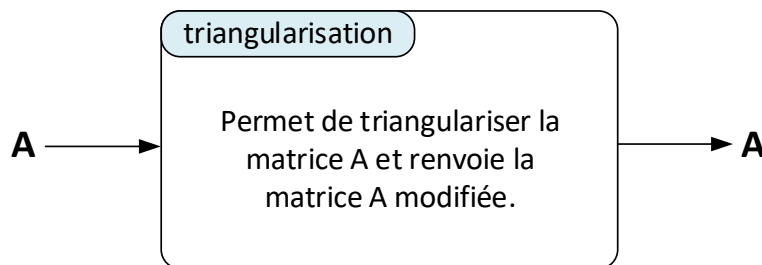 triangularisation
Permet de triangulariser la
A
matrice A et renvoie la
A
matrice A modifiée.